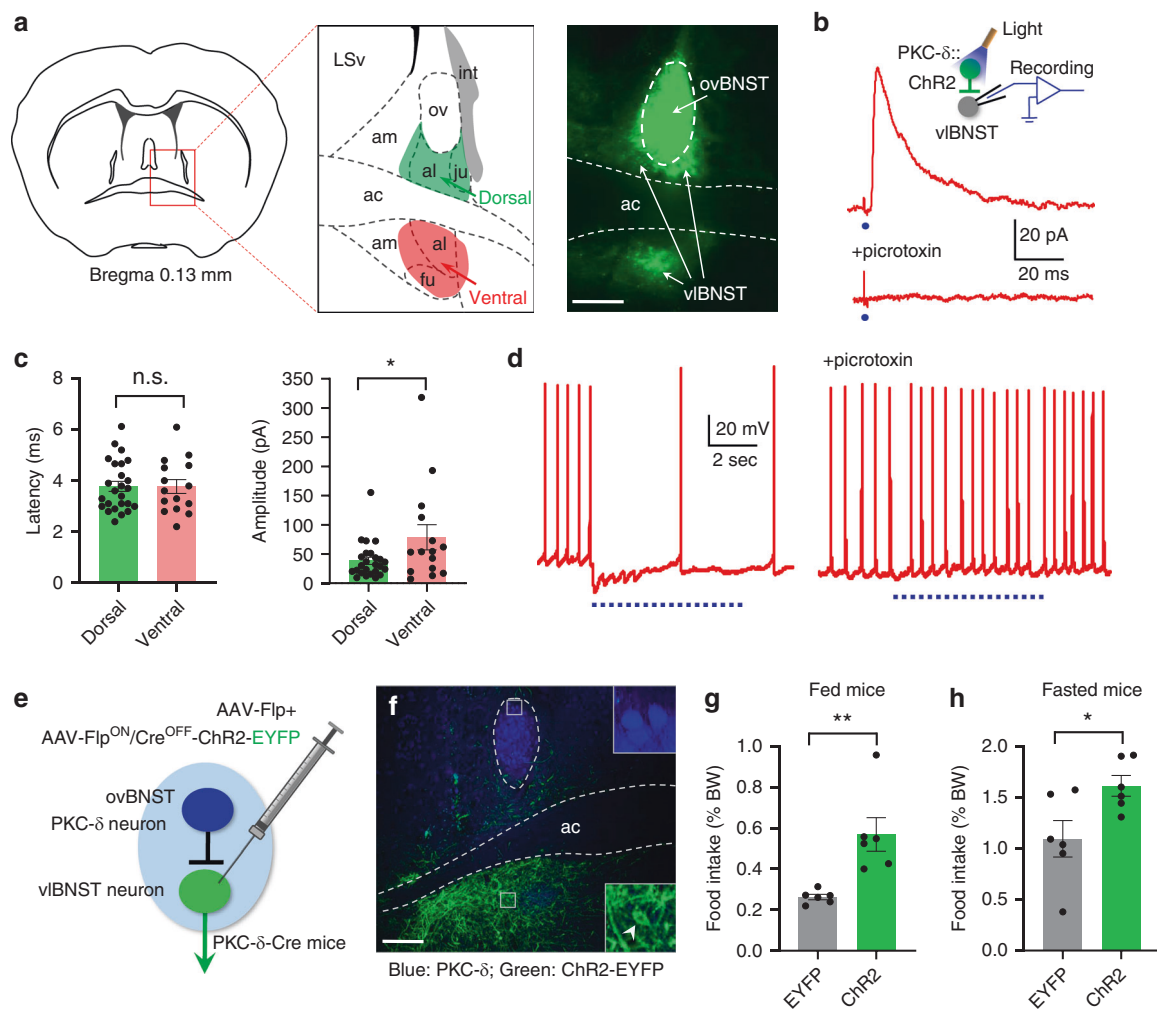 a
LSv
int
ov
am
al
ju
Dorsal
ac
am
al
fu
Ventral
Bregma 0.13 mm
ovBNST
ac
vlBNST
b
Light
PKC-δ::
ChR2
Recording
vlBNST
20 pA
20 ms
+picrotoxin
c
n.s.
Latency (ms)
8
6
4
2
0
Dorsal
Ventral
*
Amplitude (pA)
350
300
250
200
150
100
50
0
Dorsal
Ventral
d
20 mV
2 sec
+picrotoxin
e
AAV-Flp+
AAV-Flp^ON/Cre^OFF-ChR2-EYFP
ovBNST
PKC-δ neuron
vlBNST neuron
PKC-δ-Cre mice
f
ac
Blue: PKC-δ; Green: ChR2-EYFP
g
Fed mice
**
Food intake (% BW)
1.0
0.8
0.6
0.4
0.2
0.0
EYFP
ChR2
h
Fasted mice
*
Food intake (% BW)
2.0
1.5
1.0
0.5
0.0
EYFP
ChR2